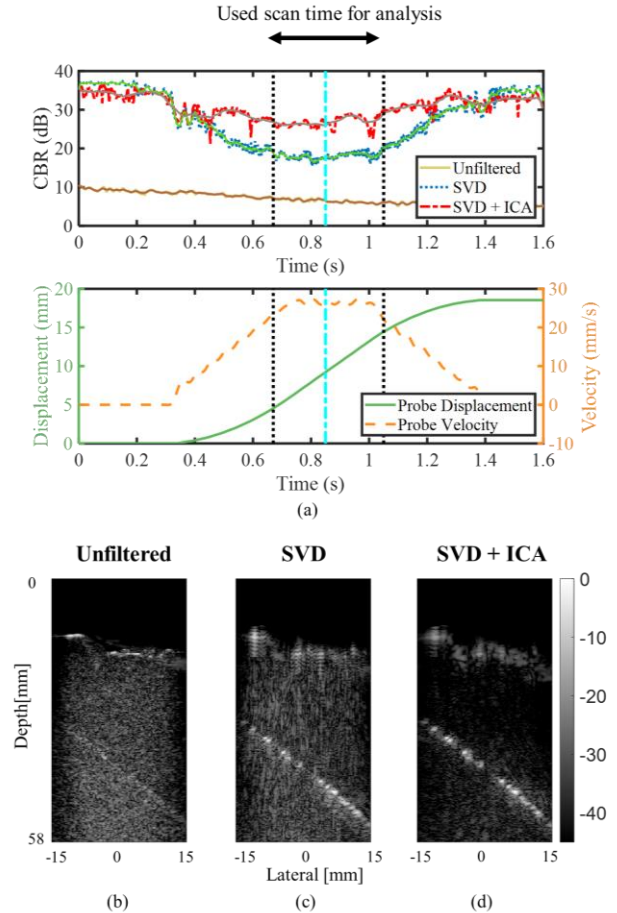 Used scan time for analysis
40
30
20
10
0
CBR (dB)
Unfiltered
SVD
SVD + ICA
0 0.2 0.4 0.6 0.8 1 1.2 1.4 1.6
Time (s)
20
15
10
5
0
Displacement (mm)
30
20
10
0
-10
Velocity (mm/s)
Probe Displacement
Probe Velocity
0 0.2 0.4 0.6 0.8 1 1.2 1.4 1.6
Time (s)
(a)
Unfiltered SVD SVD + ICA
0
58
Depth[mm]
0
-10
-20
-30
-40
-15 0 15 -15 0 15 -15 0 15
Lateral [mm]
(b) (c) (d)